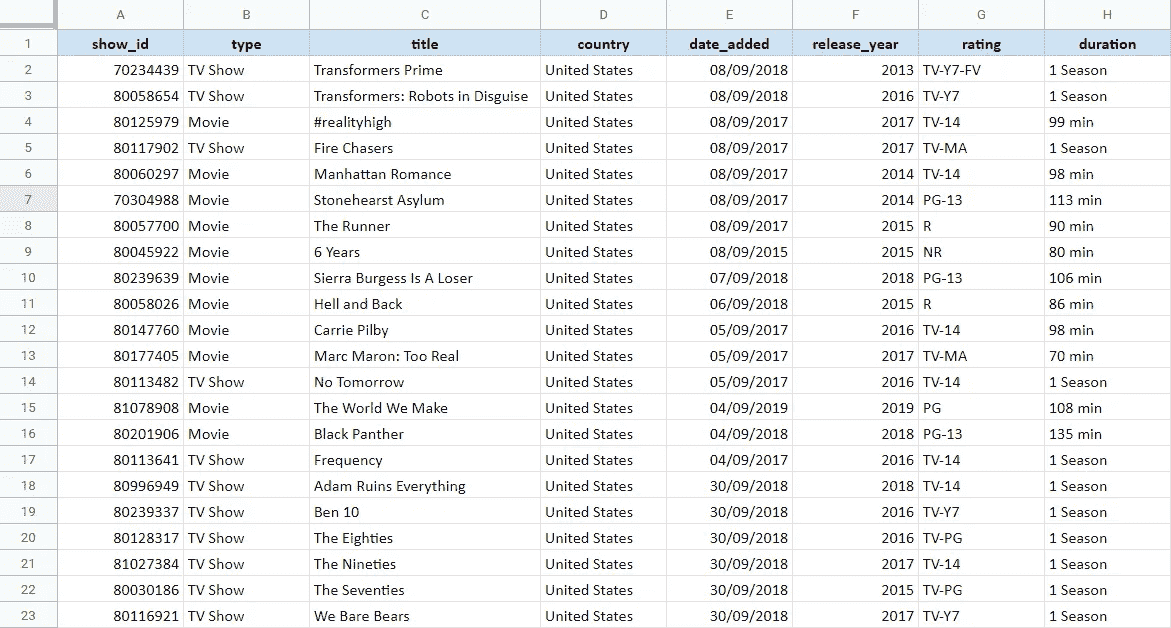 A B C D E F G H
1 show_id type title country date_added release_year rating duration
2 70234439 TV Show Transformers Prime United States 08/09/2018 2013 TV-Y7-FV 1 Season
3 80058654 TV Show Transformers: Robots in Disguise United States 08/09/2018 2016 TV-Y7 1 Season
4 80125979 Movie #realityhigh United States 08/09/2017 2017 TV-14 99 min
5 80117902 TV Show Fire Chasers United States 08/09/2017 2017 TV-MA 1 Season
6 80060297 Movie Manhattan Romance United States 08/09/2017 2014 TV-14 98 min
7 70304988 Movie Stonehearst Asylum United States 08/09/2017 2014 PG-13 113 min
8 80057700 Movie The Runner United States 08/09/2017 2015 R 90 min
9 80045922 Movie 6 Years United States 08/09/2015 2015 NR 80 min
10 80239639 Movie Sierra Burgess Is A Loser United States 07/09/2018 2018 PG-13 106 min
11 80058026 Movie Hell and Back United States 06/09/2018 2015 R 86 min
12 80147760 Movie Carrie Pilby United States 05/09/2017 2016 TV-14 98 min
13 80177405 Movie Marc Maron: Too Real United States 05/09/2017 2017 TV-MA 70 min
14 80113482 TV Show No Tomorrow United States 05/09/2017 2016 TV-14 1 Season
15 81078908 Movie The World We Make United States 04/09/2019 2019 PG 108 min
16 80201906 Movie Black Panther United States 04/09/2018 2018 PG-13 135 min
17 80113641 TV Show Frequency United States 04/09/2017 2016 TV-14 1 Season
18 80996949 TV Show Adam Ruins Everything United States 30/09/2018 2018 TV-14 1 Season
19 80239337 TV Show Ben 10 United States 30/09/2018 2016 TV-Y7 1 Season
20 80128317 TV Show The Eighties United States 30/09/2018 2016 TV-PG 1 Season
21 81027384 TV Show The Nineties United States 30/09/2018 2017 TV-14 1 Season
22 80030186 TV Show The Seventies United States 30/09/2018 2015 TV-PG 1 Season
23 80116921 TV Show We Bare Bears United States 30/09/2018 2017 TV-Y7 1 Season